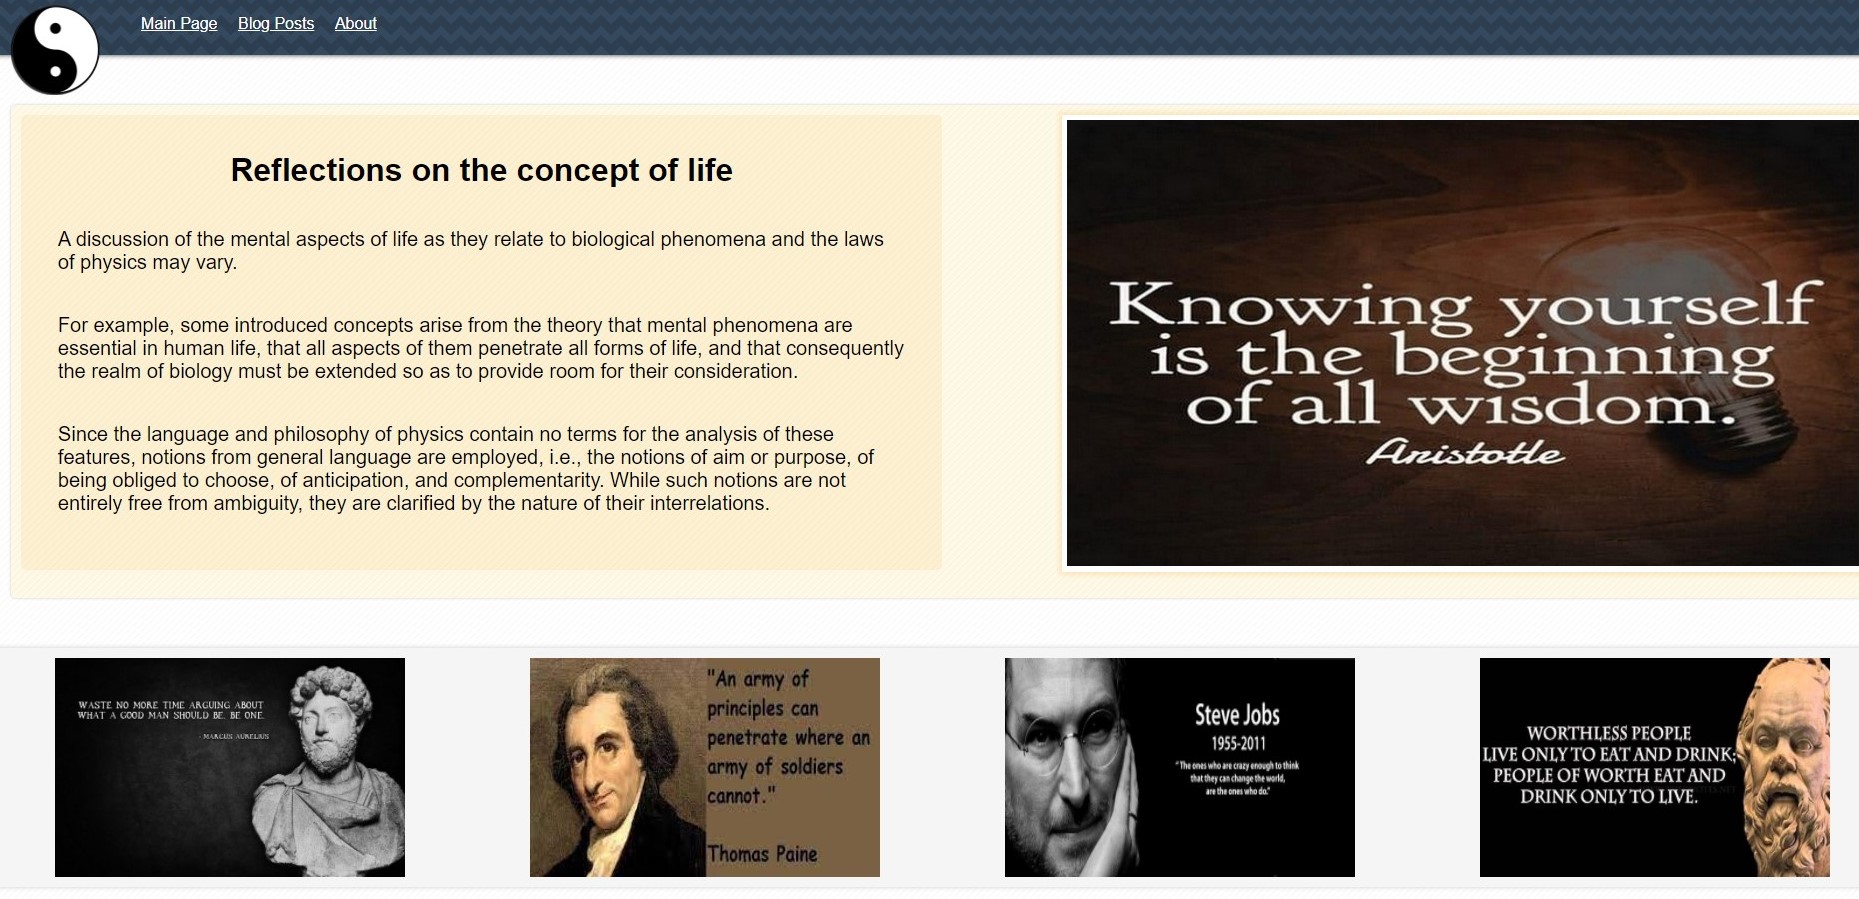 Main Page Blog Posts About
Reflections on the concept of life
A discussion of the mental aspects of life as they relate to biological phenomena and the laws
of physics may vary.
For example, some introduced concepts arise from the theory that mental phenomena are
essential in human life, that all aspects of them penetrate all forms of life, and that consequently
the realm of biology must be extended so as to provide room for their consideration.
Since the language and philosophy of physics contain no terms for the analysis of these
features, notions from general language are employed, i.e., the notions of aim or purpose, of
being obliged to choose, of anticipation, and complementarity. While such notions are not
entirely free from ambiguity, they are clarified by the nature of their interrelations.
Knowing yourself
is the beginning
of all wisdom.
Aristotle
WASTE NO MORE TIME ARGUING ABOUT
WHAT A GOOD MAN SHOULD BE. BE ONE.
- MARCUS AURELIUS
"An army of
principles can
penetrate where an
army of soldiers
cannot."
Thomas Paine
Steve Jobs
1955-2011
"The ones who are crazy enough to think
that they can change the world,
are the ones who do."
WORTHLESS PEOPLE
LIVE ONLY TO EAT AND DRINK;
PEOPLE OF WORTH EAT AND
DRINK ONLY TO LIVE.